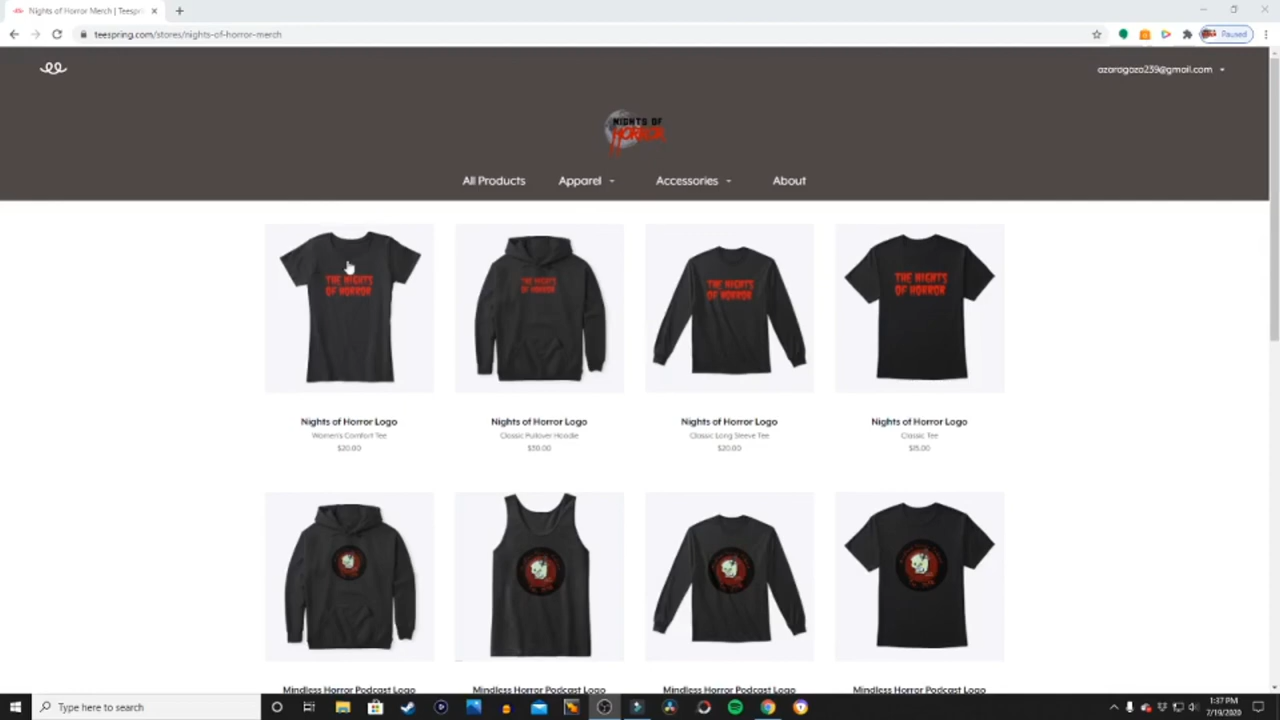 Nights of Horror Merch | Teespri
teespring.com/stores/nights-of-horror-merch
Paused
azaragoza239@gmail.com
NIGHTS OF
HORROR
All Products
Apparel
Accessories
About
THE NIGHTS
OF HORROR
THE NIGHTS
OF HORROR
THE NIGHTS
OF HORROR
THE NIGHTS
OF HORROR
Nights of Horror Logo
Women's Comfort Tee
$20.00
Nights of Horror Logo
Classic Pullover Hoodie
$30.00
Nights of Horror Logo
Classic Long Sleeve Tee
$20.00
Nights of Horror Logo
Classic Tee
$15.00
Mindless Horror Podcast Logo
Mindless Horror Podcast Logo
Mindless Horror Podcast Logo
Mindless Horror Podcast Logo
Type here to search
1:37 PM
7/19/2020